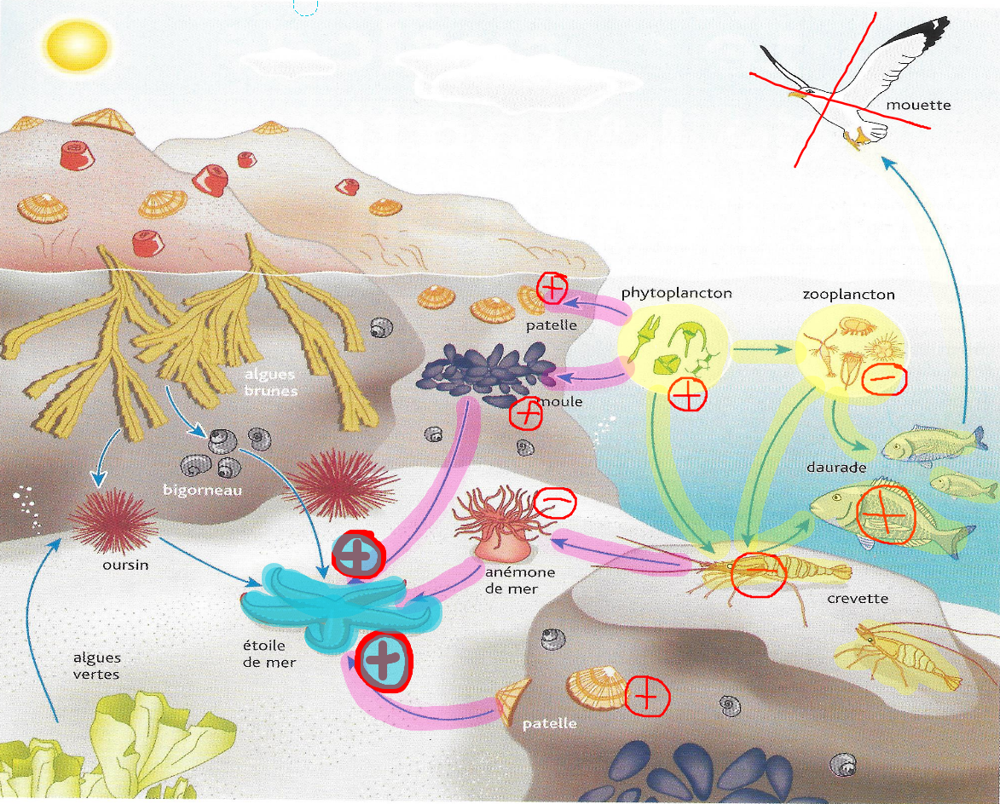 mouette
phytoplancton
zooplancton
patelle
algues
brunes
moule
daurade
bigorneau
oursin
anémone
de mer
crevette
étoile
de mer
algues
vertes
patelle
+
+
+
−
−
+
+
−
+
+